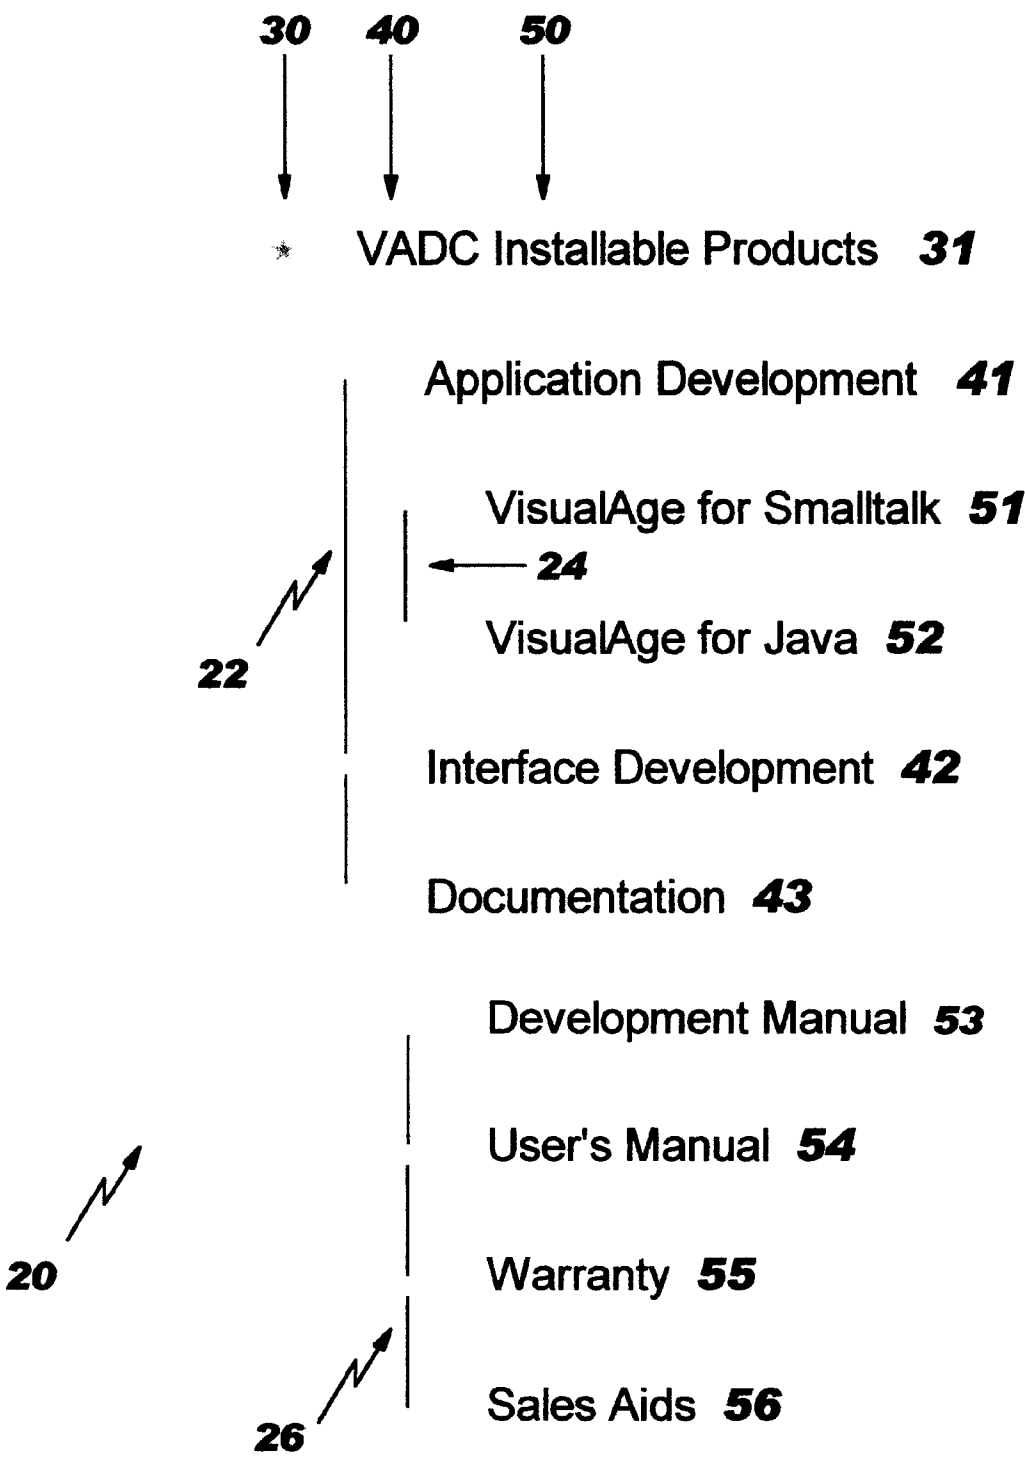 30 40 50
VADC Installable Products 31
Application Development 41
VisualAge for Smalltalk 51
24
VisualAge for Java 52
22
Interface Development 42
Documentation 43
Development Manual 53
User's Manual 54
20
Warranty 55
Sales Aids 56
26